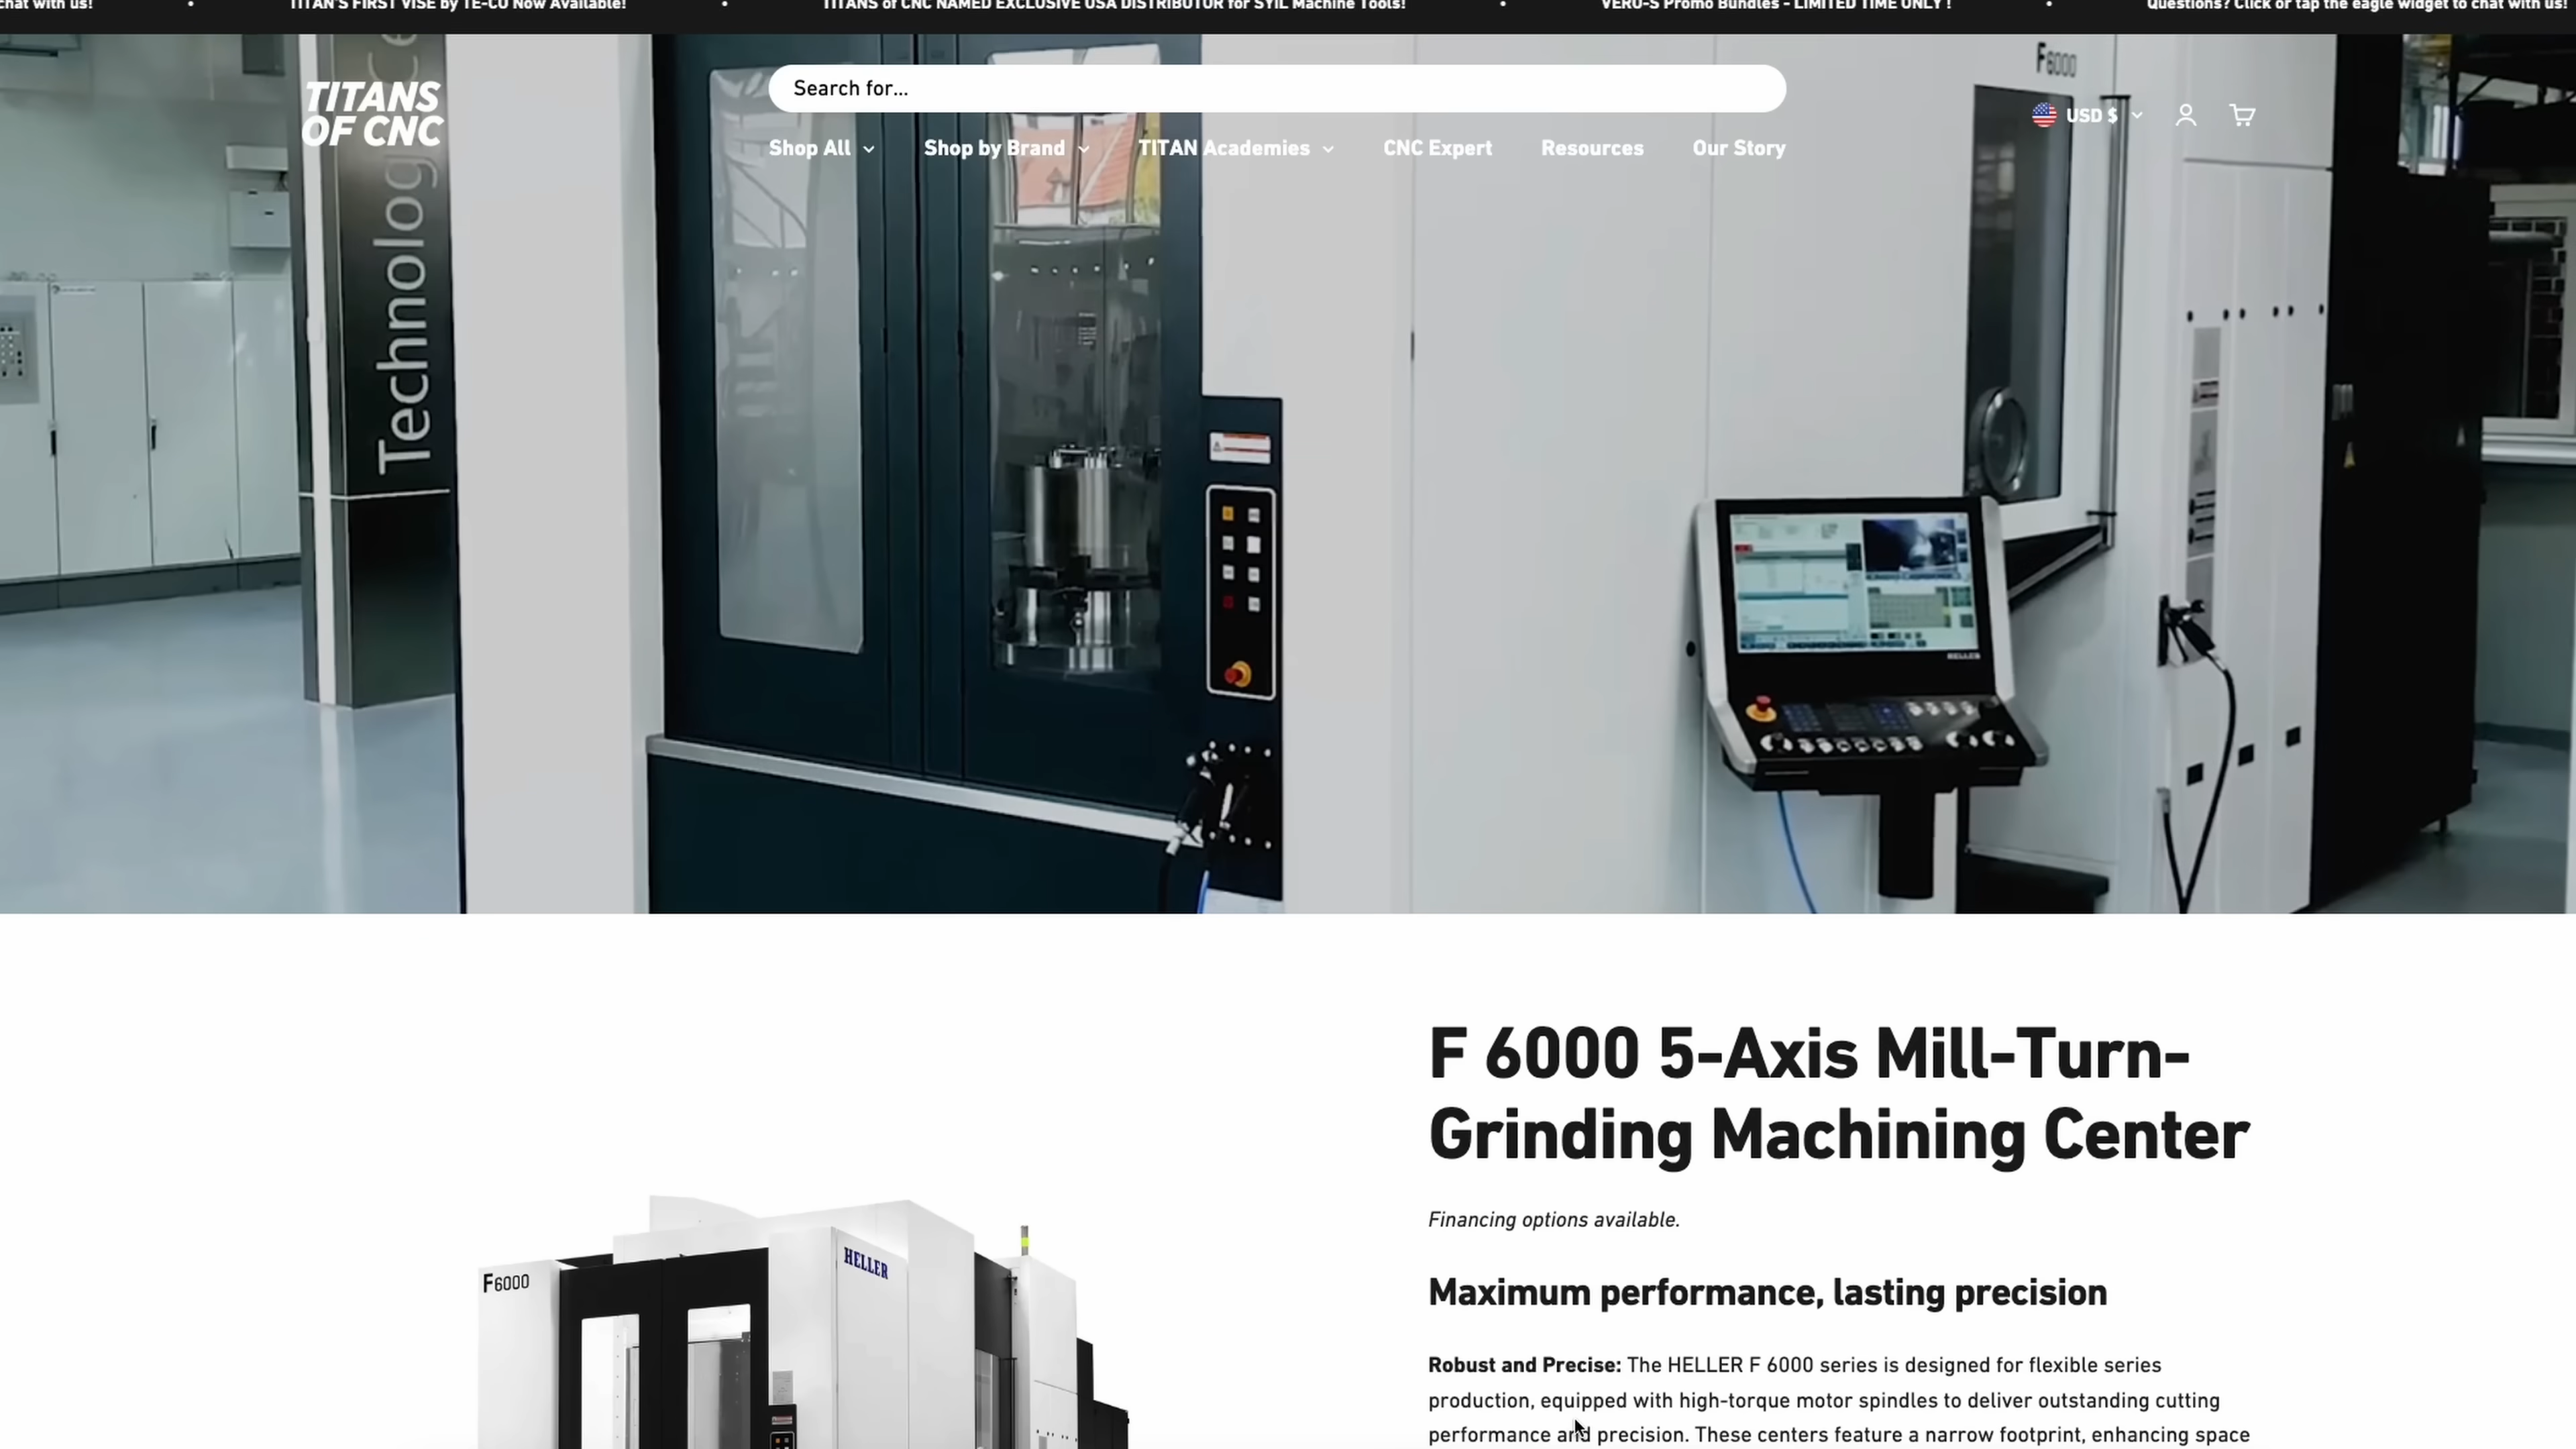 chat with us! • TITAN'S FIRST VISE by TE-CO Now Available! • TITANS of CNC NAMED EXCLUSIVE USA DISTRIBUTOR for SYIL Machine Tools! • VERO-S Promo Bundles - LIMITED TIME ONLY ! • Questions? Click or tap the eagle widget to chat with us!
TITANS
OF CNC
Search for...
USD $
Shop All
Shop by Brand
TITAN Academies
CNC Expert
Resources
Our Story
F6000
HELLER
F 6000 5-Axis Mill-Turn-
Grinding Machining Center
Financing options available.
Maximum performance, lasting precision
Robust and Precise: The HELLER F 6000 series is designed for flexible series
production, equipped with high-torque motor spindles to deliver outstanding cutting
performance and precision. These centers feature a narrow footprint, enhancing space
F6000
HELLER